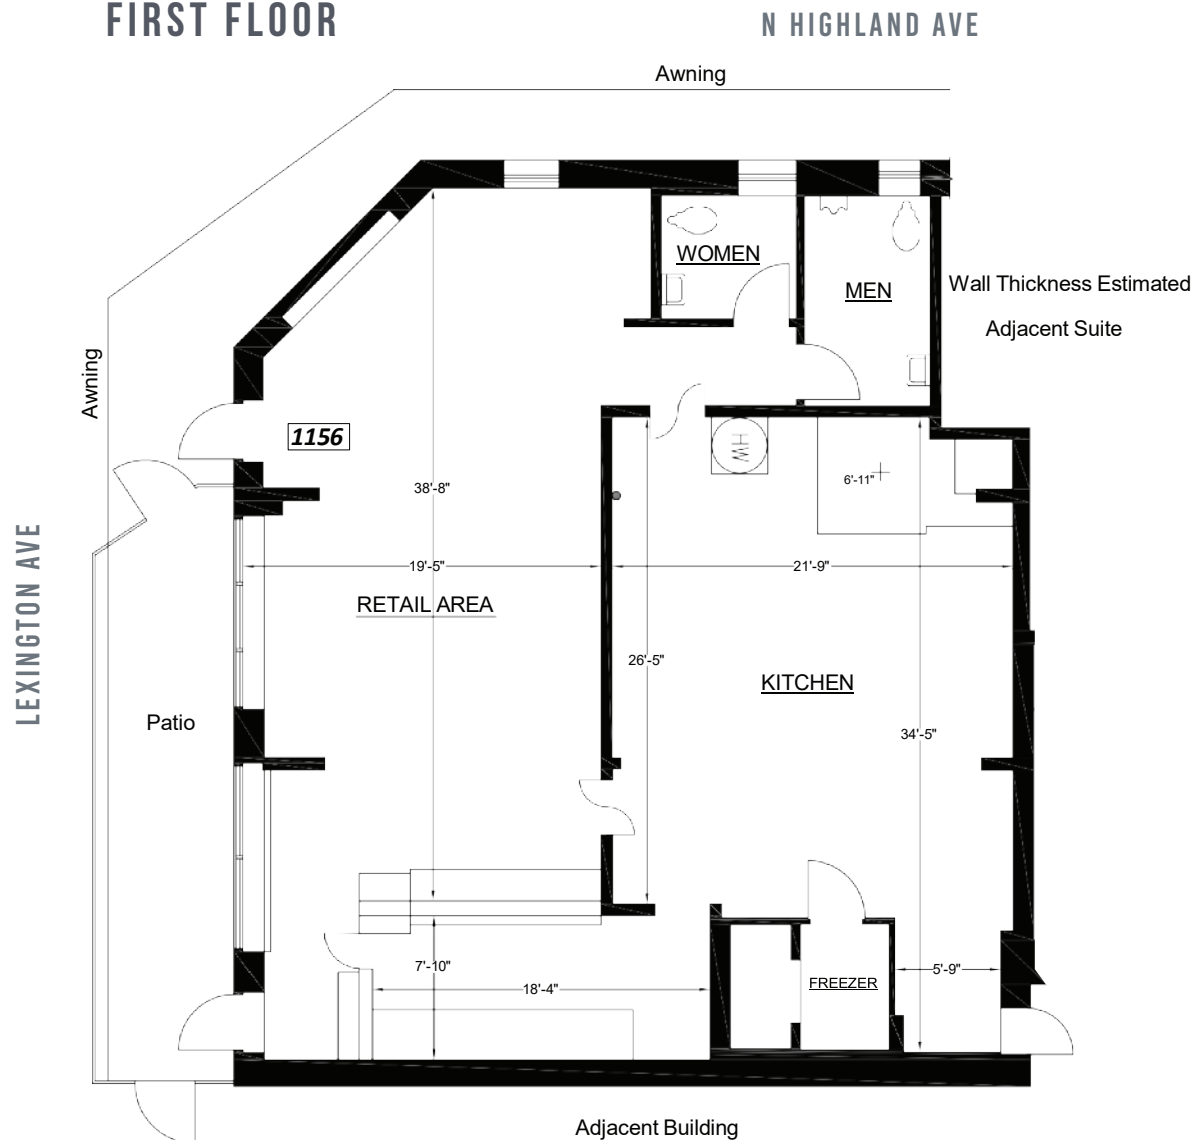 FIRST FLOOR
N HIGHLAND AVE
Awning
WOMEN
MEN
Wall Thickness Estimated
Adjacent Suite
Awning
1156
HW
6'-11"
38'-8"
19'-5"
21'-9"
RETAIL AREA
LEXINGTON AVE
26'-5"
KITCHEN
Patio
34'-5"
7'-10"
5'-9"
FREEZER
18'-4"
Adjacent Building